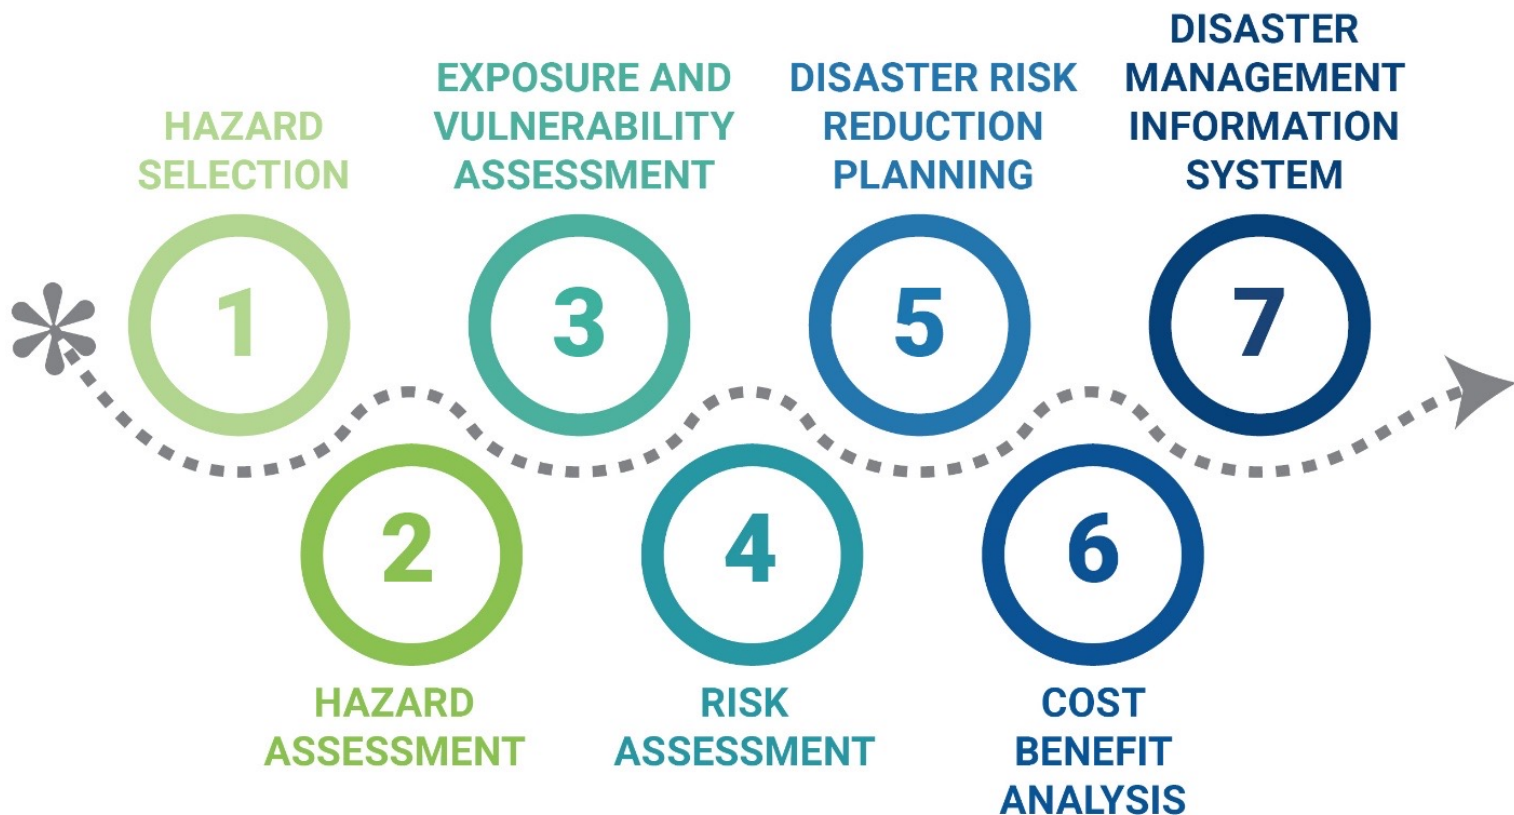 HAZARD
SELECTION
1
2
HAZARD
ASSESSMENT
EXPOSURE AND
VULNERABILITY
ASSESSMENT
3
4
RISK
ASSESSMENT
DISASTER RISK
REDUCTION
PLANNING
5
6
COST
BENEFIT
ANALYSIS
DISASTER
MANAGEMENT
INFORMATION
SYSTEM
7